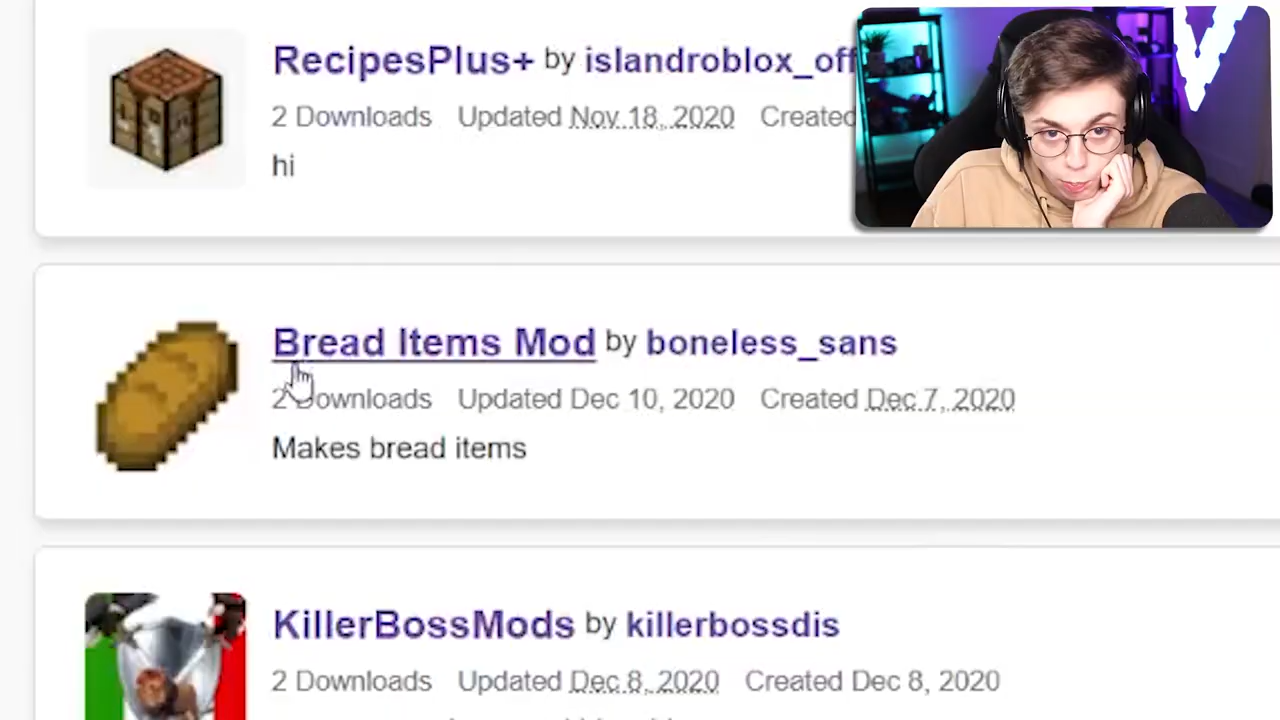 RecipesPlus+ by islandroblox_off
2 Downloads Updated Nov 18, 2020 Created
hi
Bread Items Mod by boneless_sans
2 Downloads Updated Dec 10, 2020 Created Dec 7, 2020
Makes bread items
KillerBossMods by killerbossdis
2 Downloads Updated Dec 8, 2020 Created Dec 8, 2020